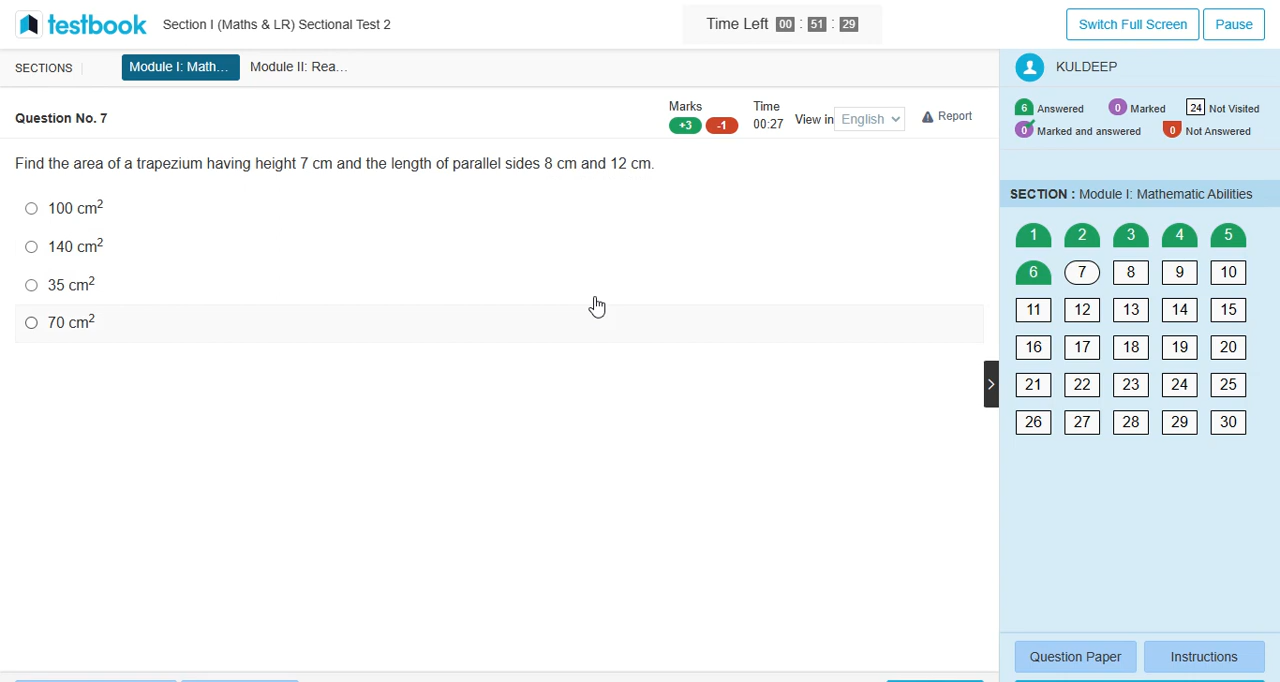 testbook Section I (Maths & LR) Sectional Test 2 Time Left 00 : 51 : 29 Switch Full Screen Pause
SECTIONS Module I: Math... Module II: Rea... KULDEEP
Question No. 7 Marks +3 -1 Time 00:27 View in English Report
6 Answered 0 Marked 24 Not Visited
0 Marked and answered 0 Not Answered
Find the area of a trapezium having height 7 cm and the length of parallel sides 8 cm and 12 cm.
100 cm²
140 cm²
35 cm²
70 cm²
SECTION : Module I: Mathematic Abilities
1 2 3 4 5
6 7 8 9 10
11 12 13 14 15
16 17 18 19 20
21 22 23 24 25
26 27 28 29 30
Question Paper Instructions